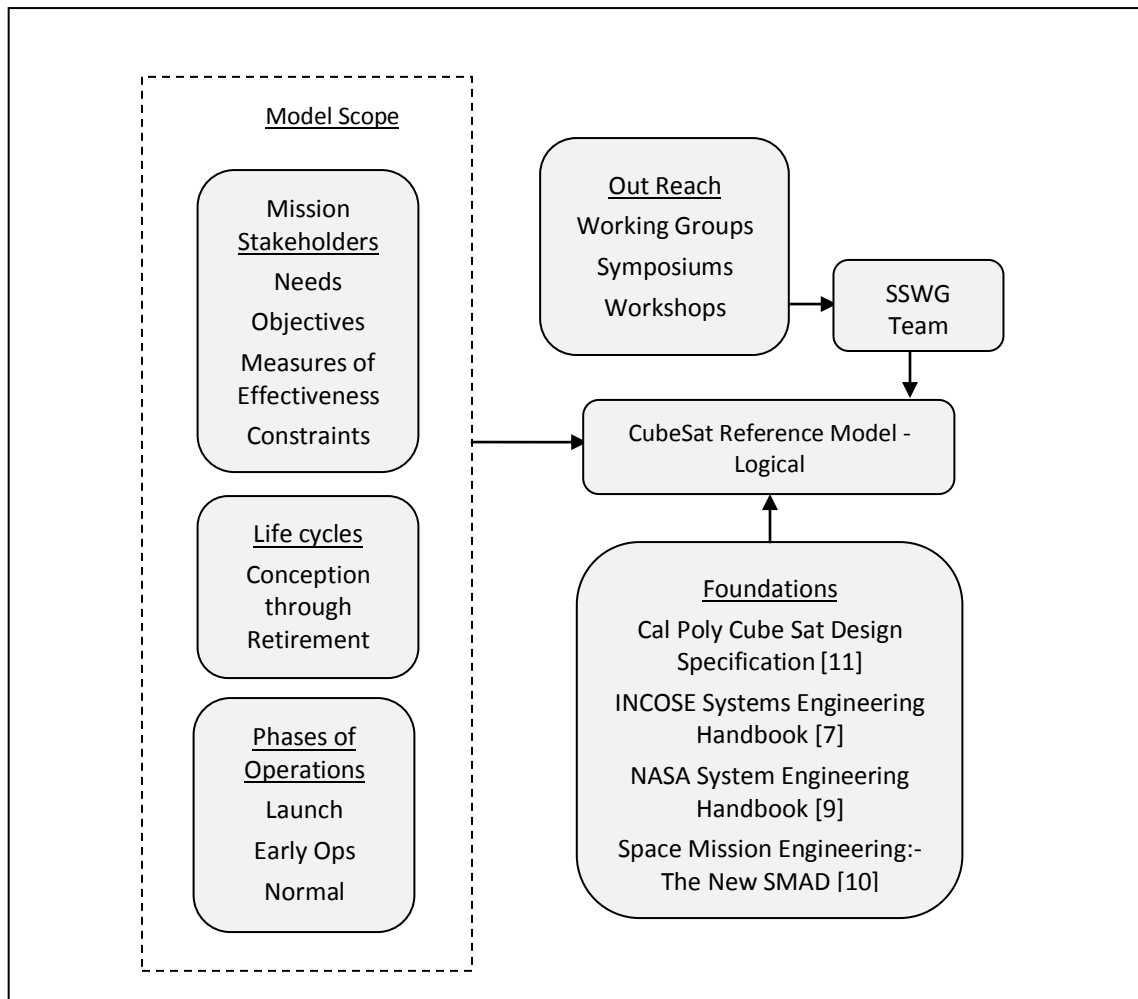 Model Scope
Mission
Stakeholders
Needs
Objectives
Measures of
Effectiveness
Constraints
Life cycles
Conception
through
Retirement
Phases of
Operations
Launch
Early Ops
Normal
Out Reach
Working Groups
Symposiums
Workshops
SSWG
Team
CubeSat Reference Model -
Logical
Foundations
Cal Poly Cube Sat Design
Specification [11]
INCOSE Systems Engineering
Handbook [7]
NASA System Engineering
Handbook [9]
Space Mission Engineering:-
The New SMAD [10]